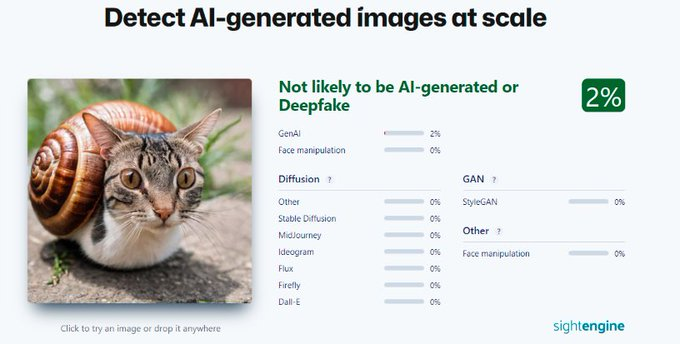 Detect AI-generated images at scale
Not likely to be AI-generated or
Deepfake
2%
GenAI 2%
Face manipulation 0%
Diffusion ?
Other 0%
Stable Diffusion 0%
MidJourney 0%
Ideogram 0%
Flux 0%
Firefly 0%
Dall-E 0%
GAN ?
StyleGAN 0%
Other ?
Face manipulation 0%
Click to try an image or drop it anywhere
sightengine